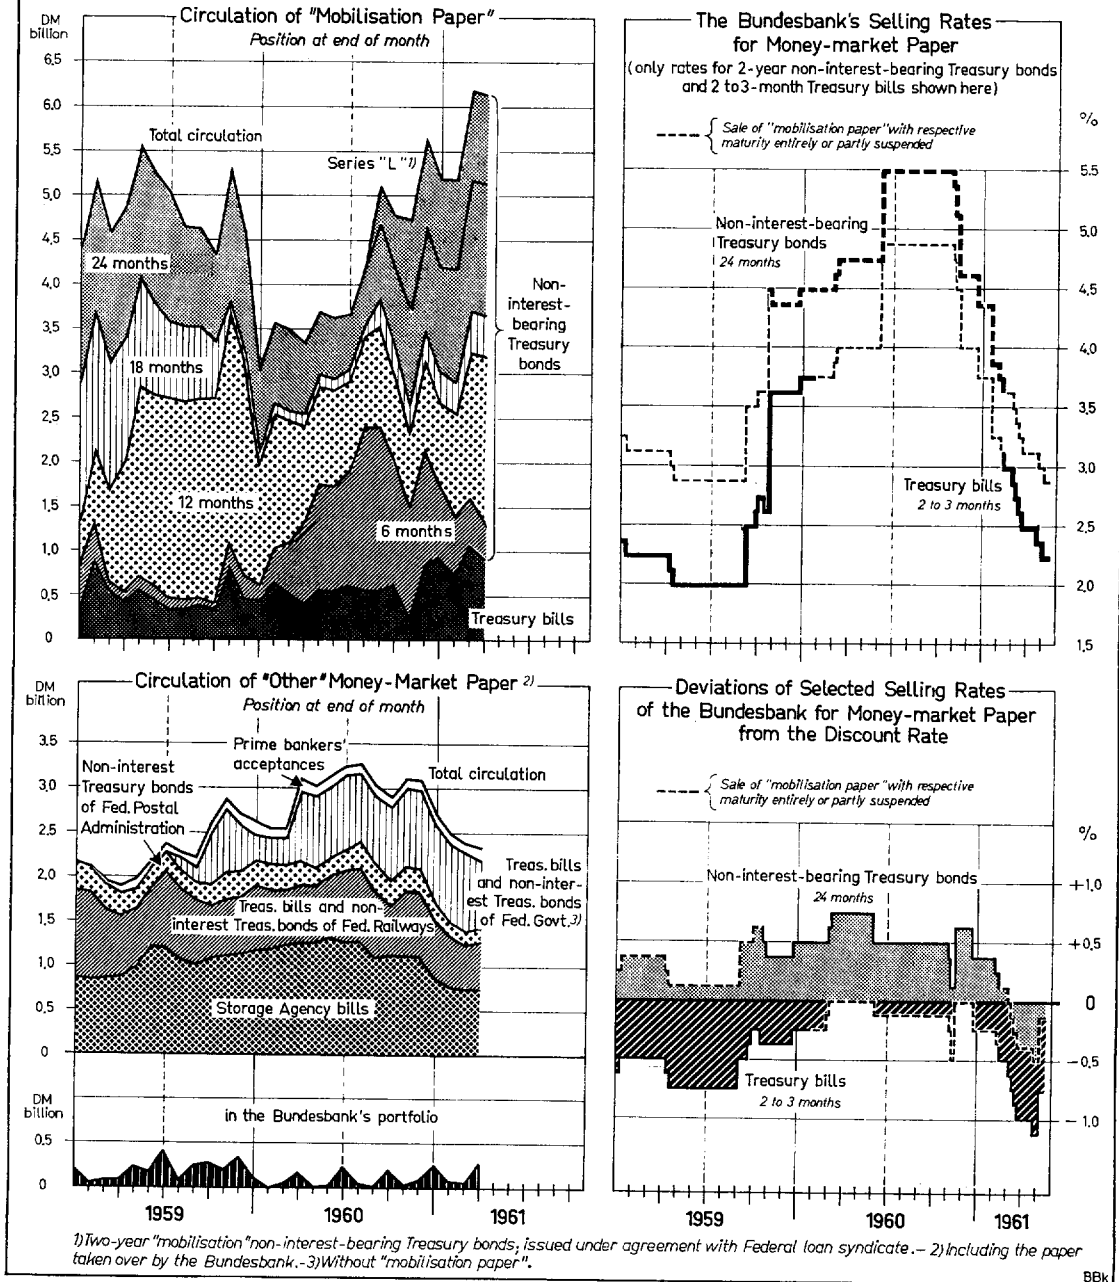 Circulation of "Mobilisation Paper"
Position at end of month
DM
billion
6,5
6,0
5,5
5,0
4,5
4,0
3,5
3,0
2,5
2,0
1,5
1,0
0,5
0
Total circulation
Series "L" 1)
24 months
18 months
12 months
6 months
Treasury bills
Non-
interest-
bearing
Treasury
bonds
The Bundesbank's Selling Rates
for Money-market Paper
(only rates for 2-year non-interest-bearing Treasury bonds
and 2 to 3-month Treasury bills shown here)
Sale of "mobilisation paper" with respective
maturity entirely or partly suspended
%
5,5
5,0
4,5
4,0
3,5
3,0
2,5
2,0
1,5
Non-interest-bearing
Treasury bonds
24 months
Treasury bills
2 to 3 months
Circulation of "Other" Money-Market Paper 2)
Position at end of month
DM
billion
3.5
3.0
2.5
2,0
1.5
1,0
0,5
0
Non-interest
Treasury bonds
of Fed. Postal
Administration
Prime bankers'
acceptances
Total circulation
Treas. bills
and non-inter-
est Treas. bonds
of Fed. Govt. 3)
Treas. bills and non-
interest Treas. bonds of Fed. Railways
Storage Agency bills
DM
billion
0,5
0
in the Bundesbank's portfolio
1959
1960
1961
Deviations of Selected Selling Rates
of the Bundesbank for Money-market Paper
from the Discount Rate
Sale of "mobilisation paper" with respective
maturity entirely or partly suspended
%
+1,0
+0,5
0
-0,5
-1.0
Non-interest-bearing Treasury bonds
24 months
Treasury bills
2 to 3 months
1959
1960
1961
1) Two-year "mobilisation" non-interest-bearing Treasury bonds, issued under agreement with Federal loan syndicate.- 2) Including the paper
taken over by the Bundesbank.-3) Without "mobilisation paper".
BBk